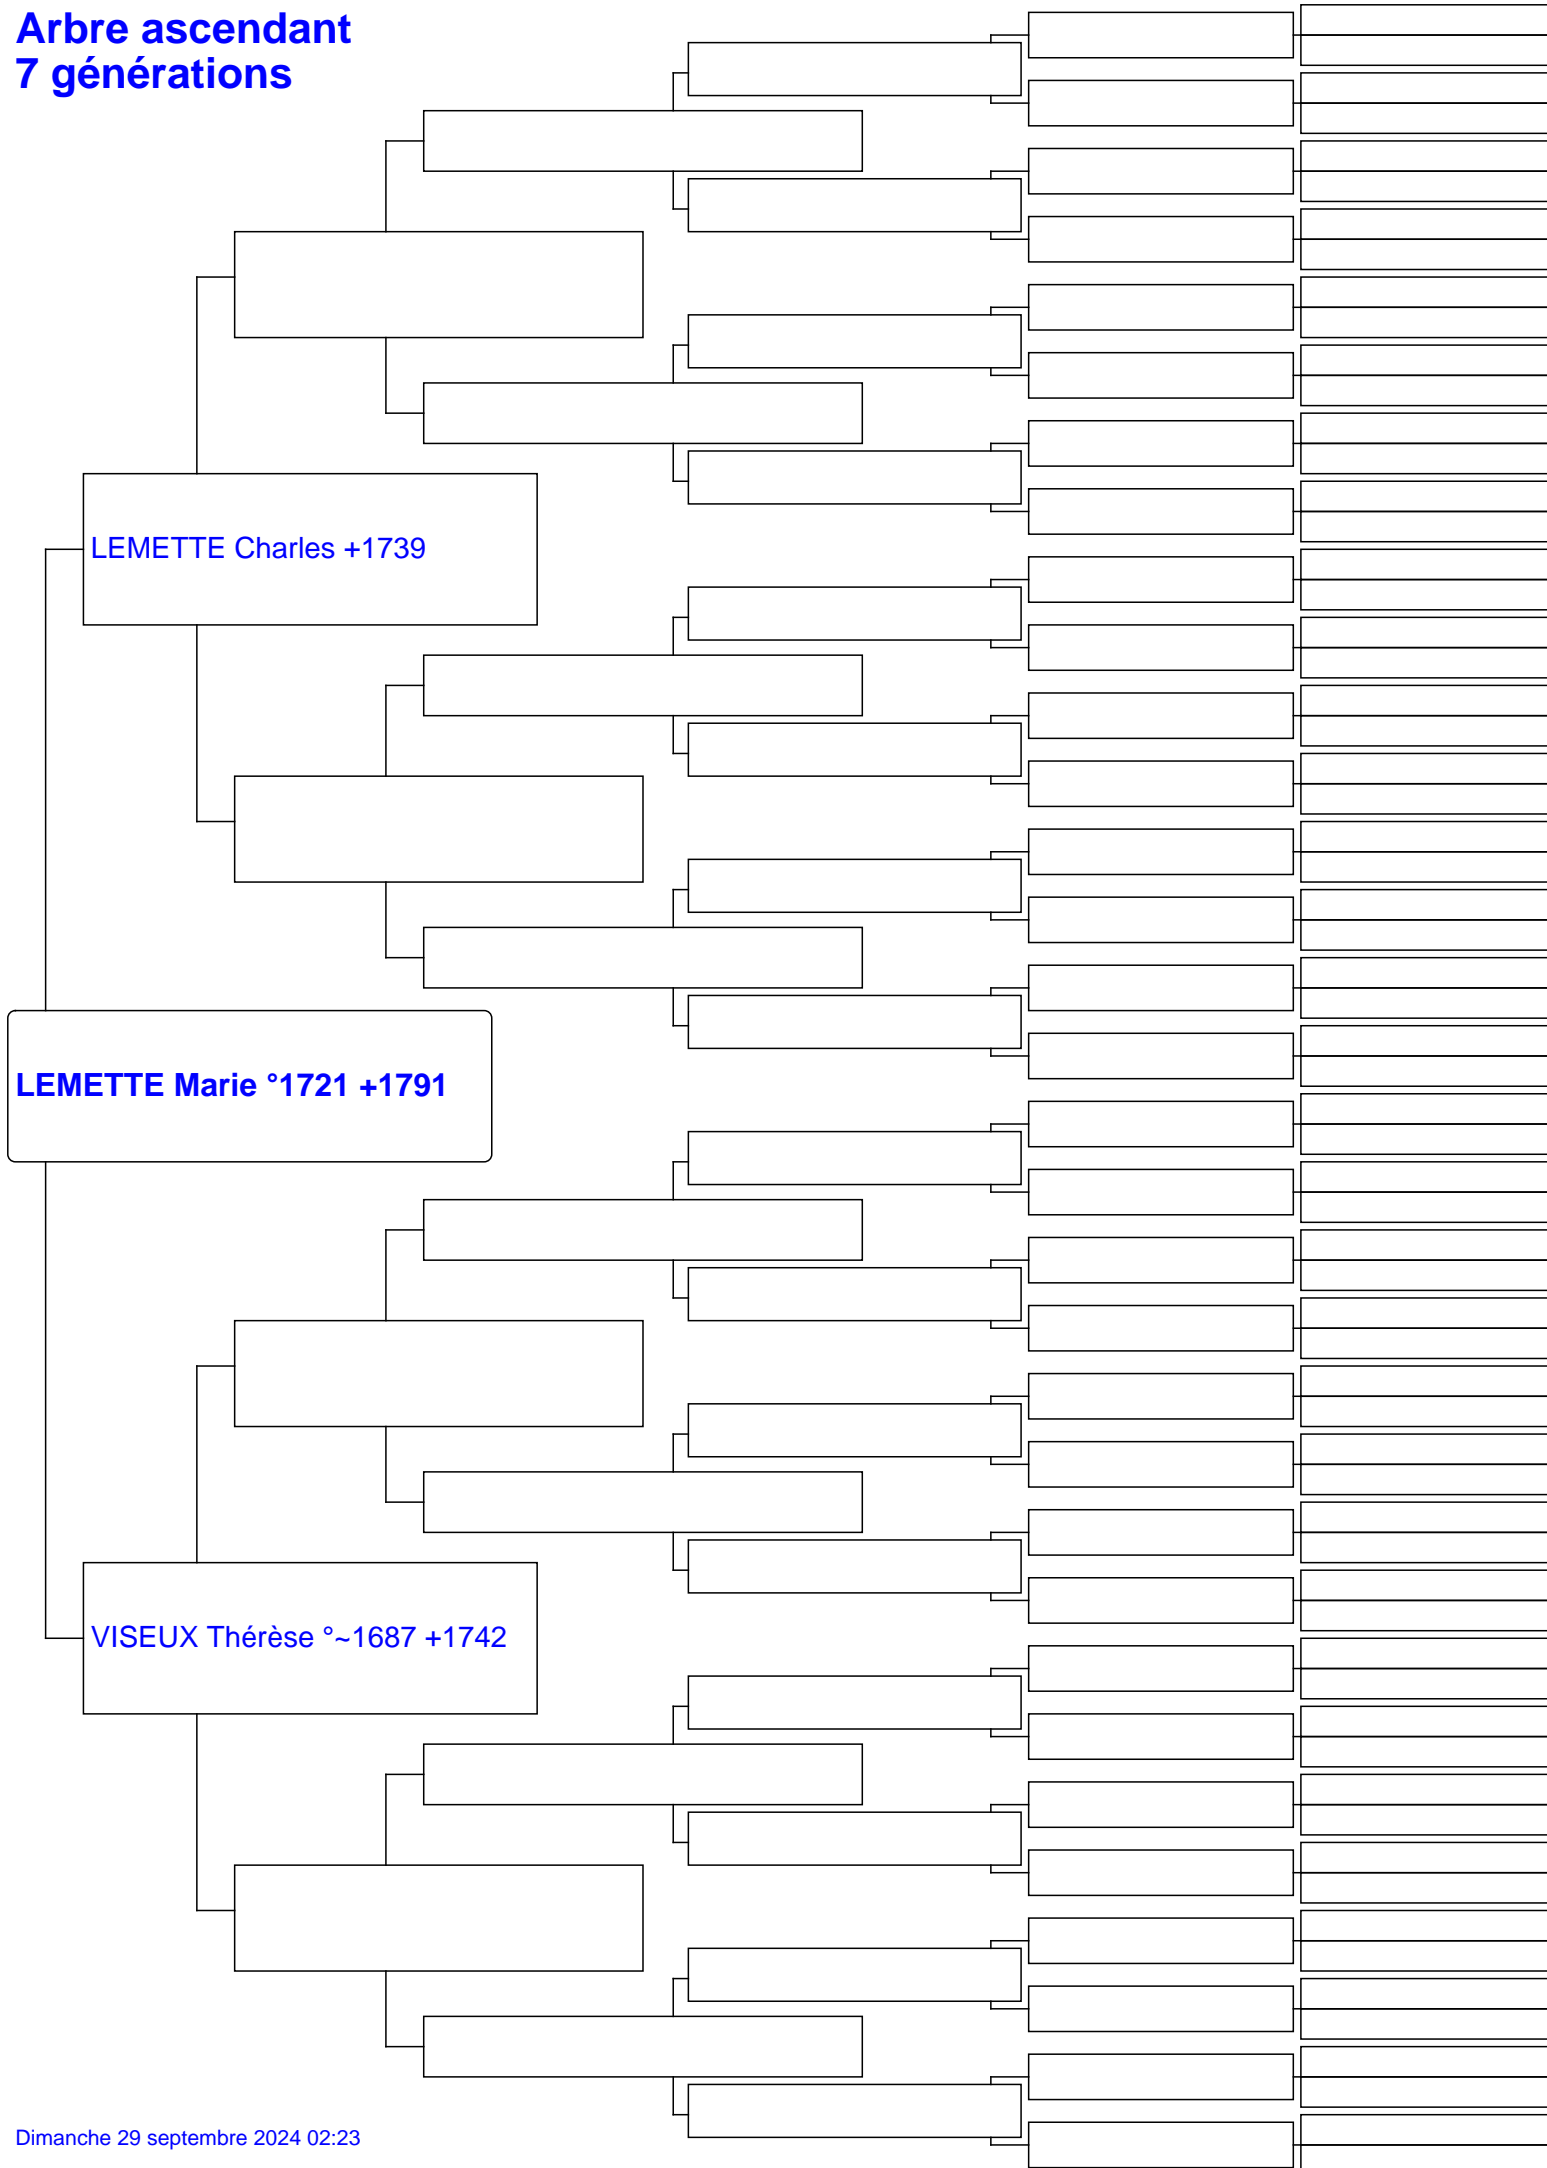 Arbre ascendant
7 générations
LEMETTE Charles +1739
LEMETTE Marie °1721 +1791
VISEUX Thérèse °~1687 +1742
Dimanche 29 septembre 2024 02:23